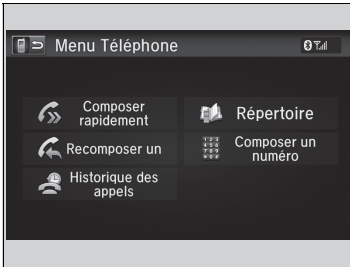 Menu Téléphone
Composer
rapidement
Répertoire
Recomposer un
Composer un
numéro
Historique des
appels